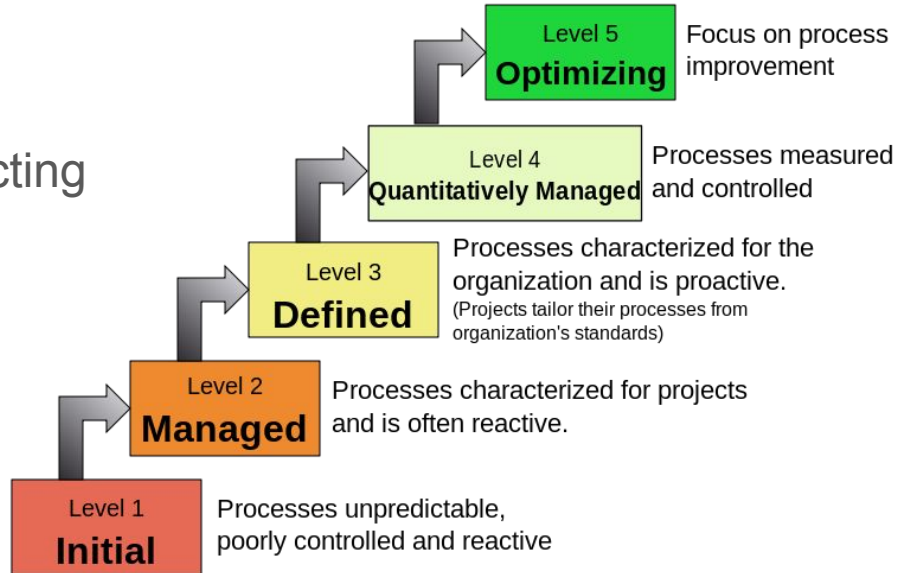 Level 5
Optimizing
Focus on process
improvement
cting
Level 4
Quantitatively Managed
Processes measured
and controlled
Level 3
Defined
Processes characterized for the
organization and is proactive.
(Projects tailor their processes from
organization's standards)
Level 2
Managed
Processes characterized for projects
and is often reactive.
Level 1
Initial
Processes unpredictable,
poorly controlled and reactive